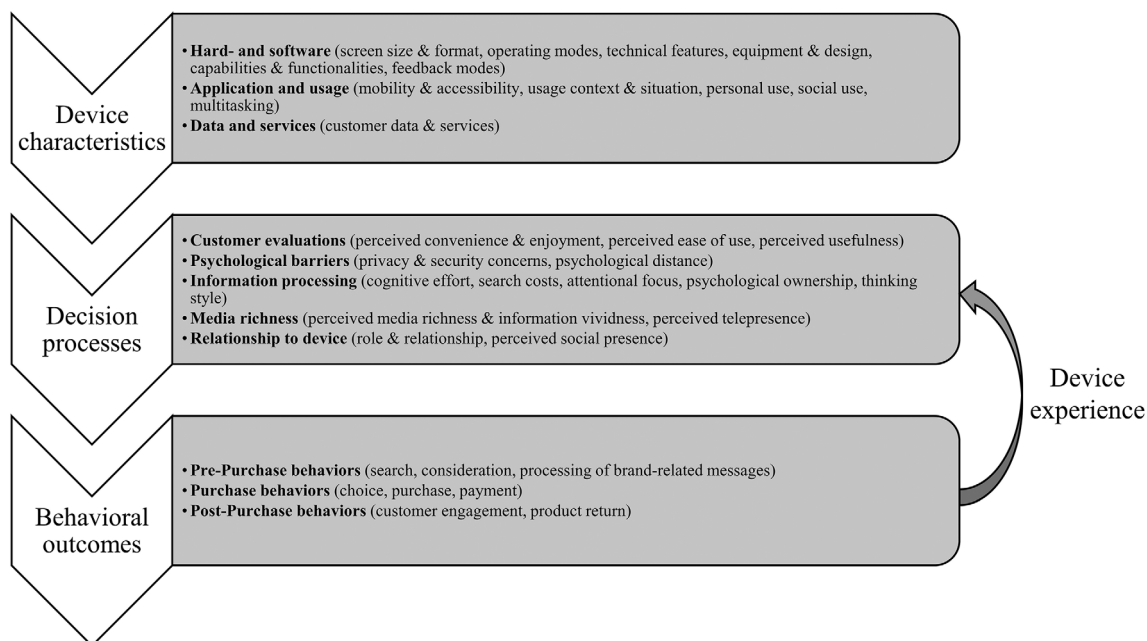 Device
characteristics
• Hard- and software (screen size & format, operating modes, technical features, equipment & design,
capabilities & functionalities, feedback modes)
• Application and usage (mobility & accessibility, usage context & situation, personal use, social use,
multitasking)
• Data and services (customer data & services)
Decision
processes
• Customer evaluations (perceived convenience & enjoyment, perceived ease of use, perceived usefulness)
• Psychological barriers (privacy & security concerns, psychological distance)
• Information processing (cognitive effort, search costs, attentional focus, psychological ownership, thinking
style)
• Media richness (perceived media richness & information vividness, perceived telepresence)
• Relationship to device (role & relationship, perceived social presence)
Device
experience
Behavioral
outcomes
• Pre-Purchase behaviors (search, consideration, processing of brand-related messages)
• Purchase behaviors (choice, purchase, payment)
• Post-Purchase behaviors (customer engagement, product return)